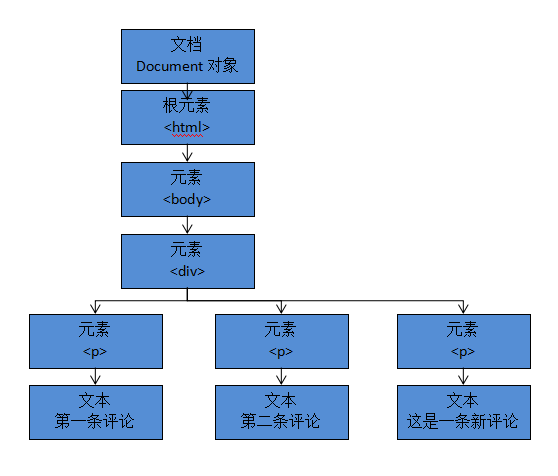 文档
Document 对象
根元素
<html>
元素
<body>
元素
<div>
元素
<p>
元素
<p>
元素
<p>
文本
第一条评论
文本
第二条评论
文本
这是一条新评论